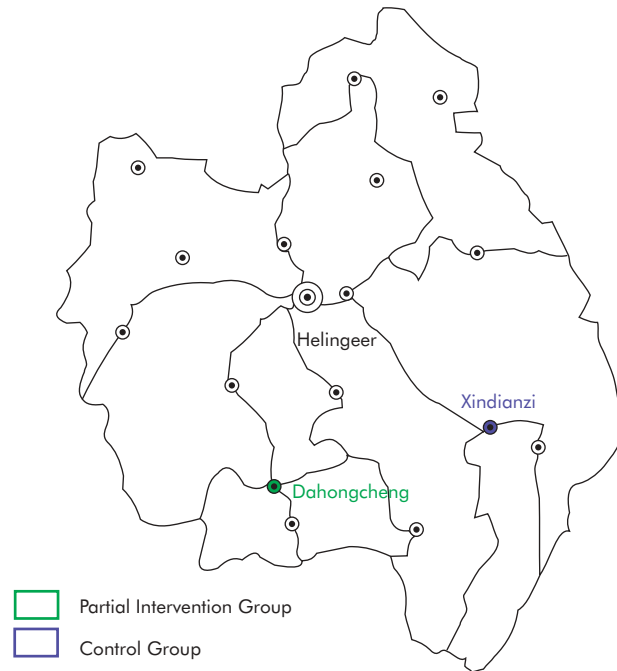 Helingeer
Xindianzi
Dahongcheng
Partial Intervention Group
Control Group